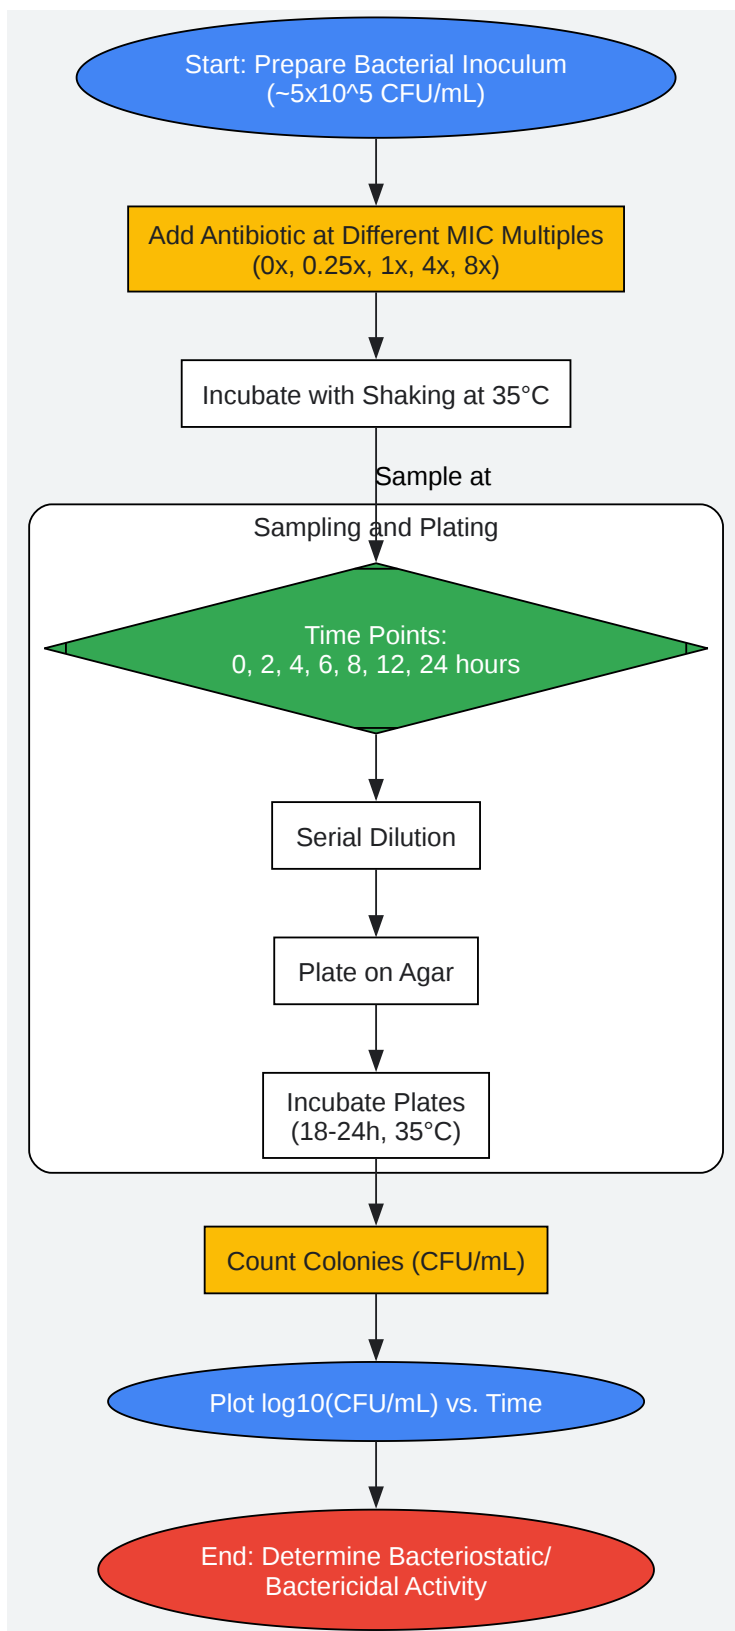 Start: Prepare Bacterial Inoculum
(~5x10^5 CFU/mL)
Add Antibiotic at Different MIC Multiples
(0x, 0.25x, 1x, 4x, 8x)
Incubate with Shaking at 35°C
Sample at
Sampling and Plating
Time Points:
0, 2, 4, 6, 8, 12, 24 hours
Serial Dilution
Plate on Agar
Incubate Plates
(18-24h, 35°C)
Count Colonies (CFU/mL)
Plot log10(CFU/mL) vs. Time
End: Determine Bacteriostatic/
Bactericidal Activity